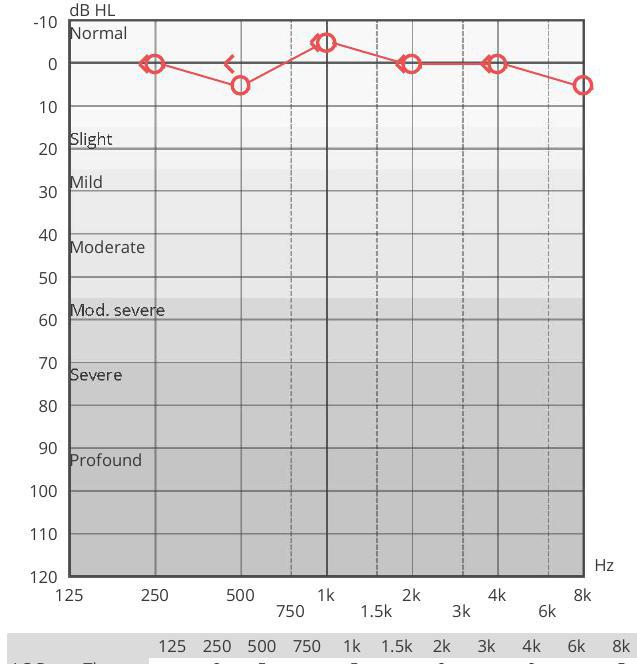 dB HL
-10
Normal
0
10
Slight
20
Mild
30
40
Moderate
50
Mod. severe
60
70
Severe
80
90
Profound
100
110
120
Hz
125 250 500 1k 2k 4k 8k
750 1.5k 3k 6k
125 250 500 750 1k 1.5k 2k 3k 4k 6k 8k